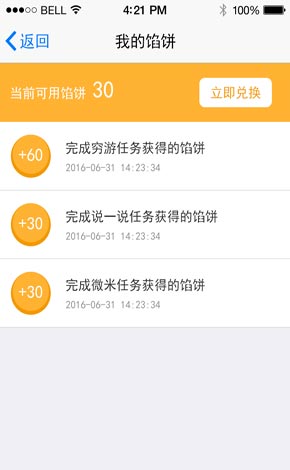 BELL 4:21 PM 100%
返回 我的馅饼
当前可用馅饼 30 立即兑换
+60 完成穷游任务获得的馅饼
2016-06-31 14:23:34
+30 完成说一说任务获得的馅饼
2016-06-31 14:23:34
+30 完成微米任务获得的馅饼
2016-06-31 14:23:34